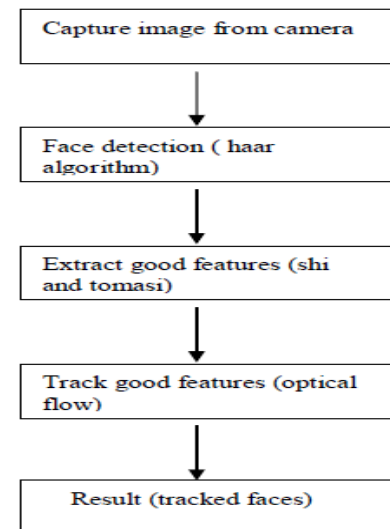 Capture image from camera
Face detection ( haar
algorithm)
Extract good features (shi
and tomasi)
Track good features (optical
flow)
Result (tracked faces)